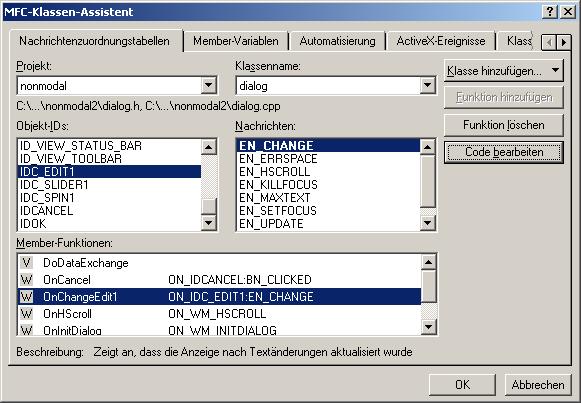 MFC-Klassen-Assistent
Nachrichtenzuordnungstabellen Member-Variablen Automatisierung ActiveX-Ereignisse Klass
Projekt: Klassenname:
nonmodal dialog
Klasse hinzufügen...
C:\...\nonmodal2\dialog.h, C:\...\nonmodal2\dialog.cpp
Funktion hinzufügen
Objekt-IDs: Nachrichten:
Funktion löschen
ID_VIEW_STATUS_BAR EN_CHANGE
ID_VIEW_TOOLBAR EN_ERRSPACE
Code bearbeiten
IDC_EDIT1 EN_HSCROLL
IDC_SLIDER1 EN_KILLFOCUS
IDC_SPIN1 EN_MAXTEXT
IDCANCEL EN_SETFOCUS
IDOK EN_UPDATE
Member-Funktionen:
V DoDataExchange
W OnCancel ON_IDCANCEL:BN_CLICKED
W OnChangeEdit1 ON_IDC_EDIT1:EN_CHANGE
W OnHScroll ON_WM_HSCROLL
W OnInitDialog ON_WM_INITDIALOG
Beschreibung: Zeigt an, dass die Anzeige nach Textänderungen aktualisiert wurde
OK Abbrechen